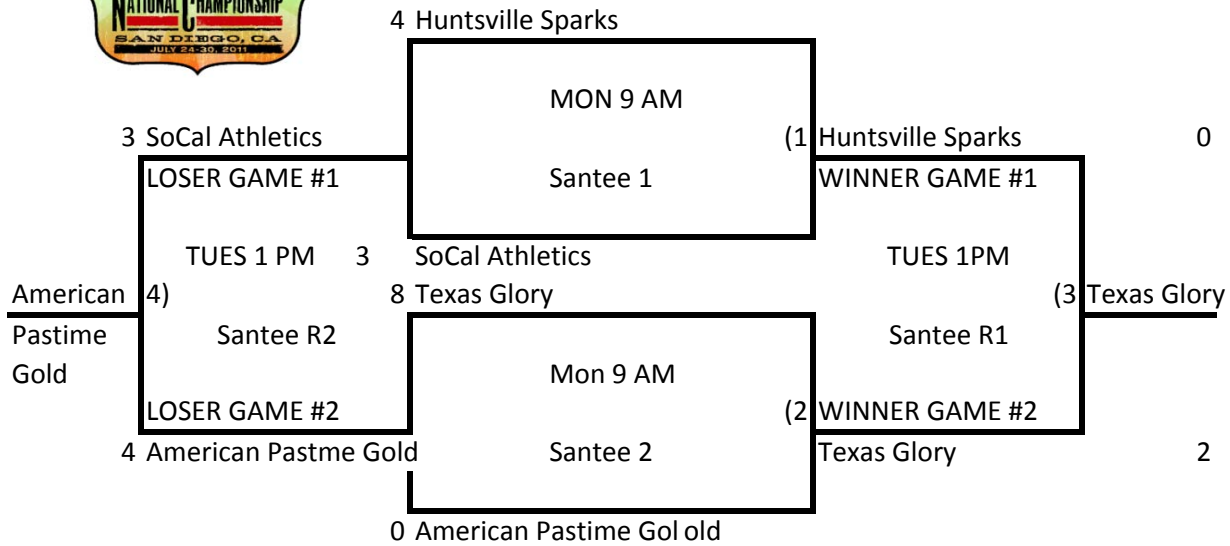 NATIONAL CHAMPIONSHIP
SAN DIEGO, CA
JULY 24-30, 2011
4 Huntsville Sparks
MON 9 AM
3 SoCal Athletics
(1 Huntsville Sparks 0
LOSER GAME #1
Santee 1
WINNER GAME #1
TUES 1 PM
3 SoCal Athletics
TUES 1PM
American 4)
8 Texas Glory
(3 Texas Glory
Pastime
Santee R2
Santee R1
Gold
Mon 9 AM
LOSER GAME #2
(2 WINNER GAME #2
4 American Pastme Gold
Santee 2
Texas Glory 2
0 American Pastime Gol old